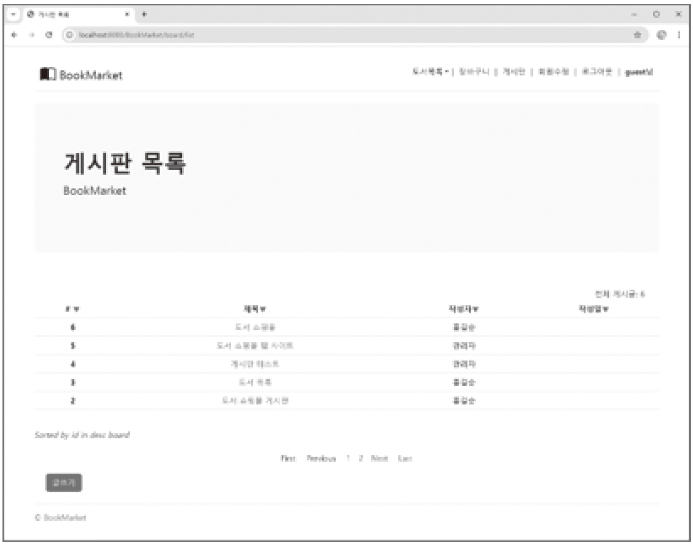 게시판 목록
localhost:8080/BookMarket/board/list
BookMarket
도서목록 | 장바구니 | 게시판 | 회원수정 | 로그아웃 |
게시판 목록
BookMarket
전체 게시글: 6
# ▼ 제목▼ 작성자▼ 작성일▼
6 도서 쇼핑몰 홍길순
5 도서 쇼핑몰 웹 사이트 관리자
4 게시판 테스트 관리자
3 도서 목록 홍길순
2 도서 쇼핑몰 게시판 홍길순
Sorted by id in desc board
First Previous 1 2 Next Last
글쓰기
© BookMarket